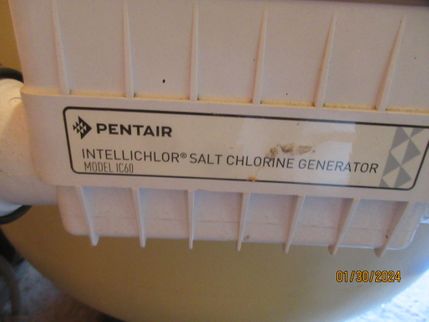 PENTAIR
INTELLICHLOR® SALT CHLORINE GENERATOR
MODEL IC60
01/30/2024